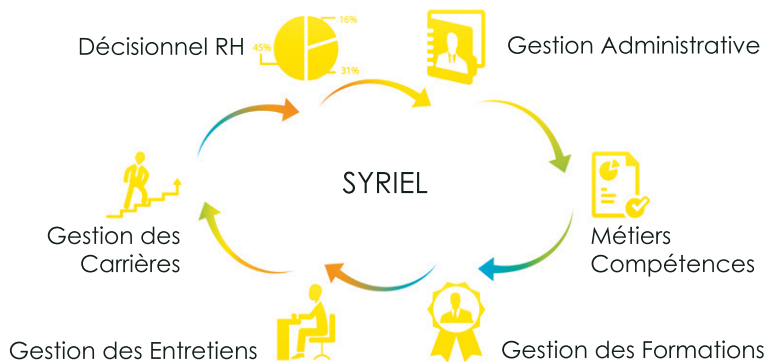 Décisionnel RH
45%
16%
31%
Gestion Administrative
SYRIEL
Gestion des
Carrières
Métiers
Compétences
Gestion des Entretiens
Gestion des Formations